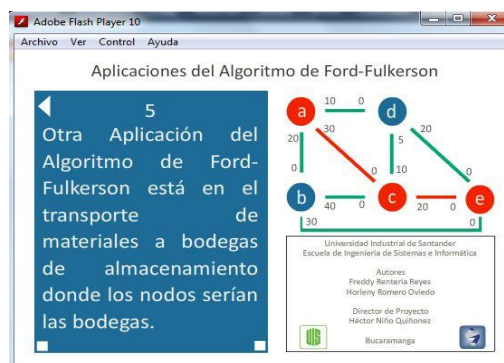 Adobe Flash Player 10
Archivo Ver Control Ayuda
Aplicaciones del Algoritmo de Ford-Fulkerson
5
Otra Aplicación del
Algoritmo de Ford-
Fulkerson está en el
transporte de
materiales a bodegas
de almacenamiento
donde los nodos serían
las bodegas.
a 10 0 d
20 30 5 20
0 0 10 0
b 40 0 c 20 0 e
30 0
Universidad Industrial de Santander
Escuela de Ingeniería de Sistemas e Informática
Autores
Freddy Renteria Reyes
Horleny Romero Oviedo
Director de Proyecto
Héctor Niño Quiñonez
Bucaramanga
UIS